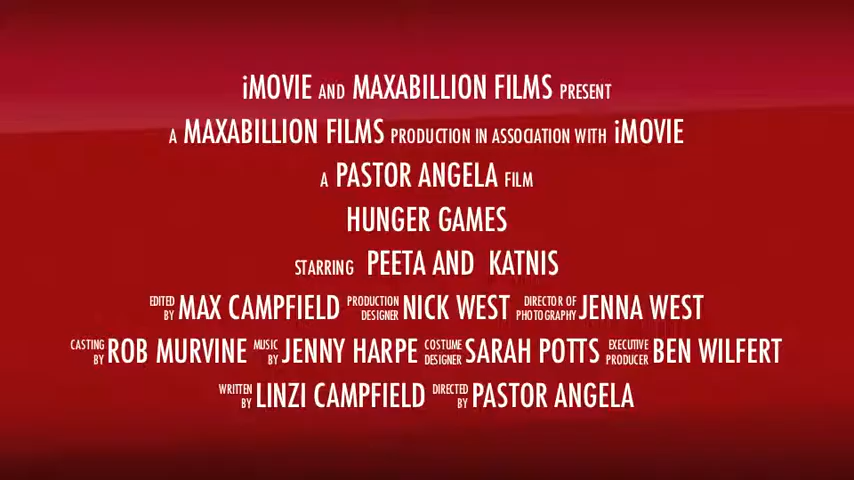 iMOVIE AND MAXABILLION FILMS PRESENT
A MAXABILLION FILMS PRODUCTION IN ASSOCIATION WITH iMOVIE
A PASTOR ANGELA FILM
HUNGER GAMES
STARRING PEETA AND KATNIS
EDITED BY MAX CAMPFIELD PRODUCTION DESIGNER NICK WEST DIRECTOR OF PHOTOGRAPHY JENNA WEST
CASTING BY ROB MURVINE MUSIC BY JENNY HARPE COSTUME DESIGNER SARAH POTTS EXECUTIVE PRODUCER BEN WILFERT
WRITTEN BY LINZI CAMPFIELD DIRECTED BY PASTOR ANGELA